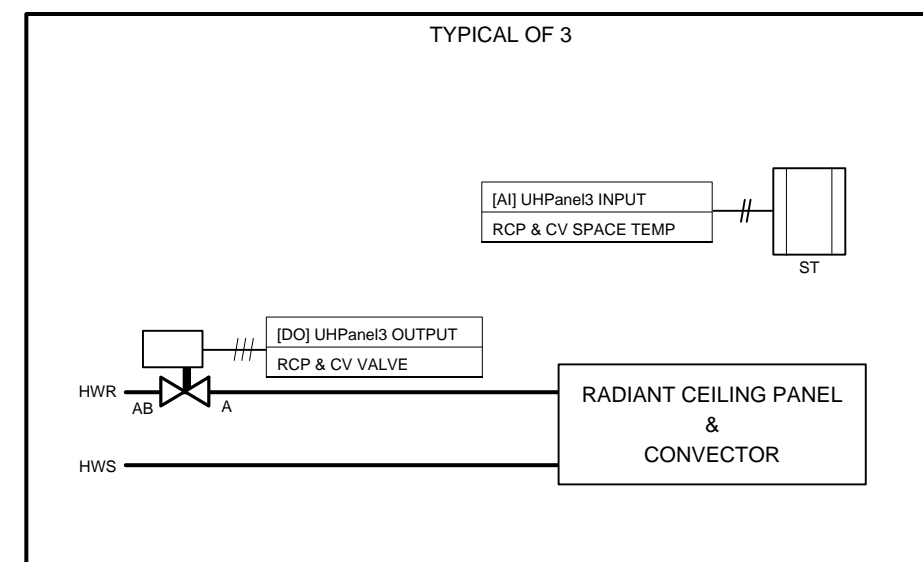 TYPICAL OF 3
[AI] UHPanel3 INPUT
RCP & CV SPACE TEMP
ST
[DO] UHPanel3 OUTPUT
RCP & CV VALVE
HWR
AB
A
RADIANT CEILING PANEL
&
CONVECTOR
HWS